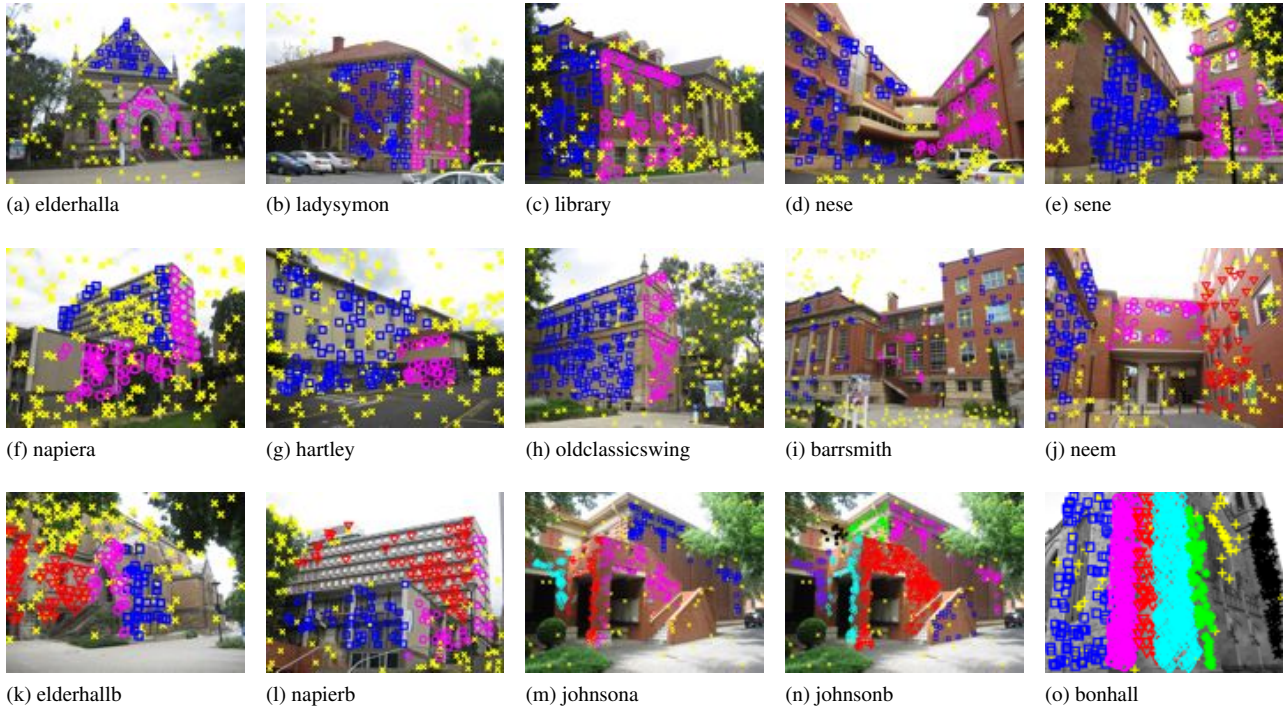 (a) elderhalla
(b) ladysymon
(c) library
(d) nese
(e) sene
(f) napiera
(g) hartley
(h) oldclassicswing
(i) barrsmith
(j) neem
(k) elderhallb
(l) napierb
(m) johnsona
(n) johnsonb
(o) bonhall